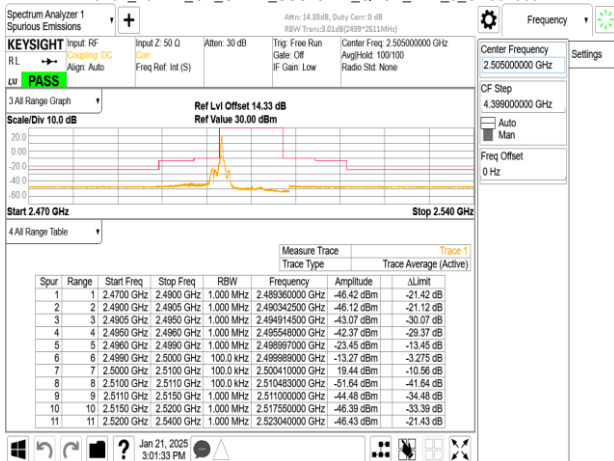 Spectrum Analyzer 1
Spurious Emissions
Attn: 14.33dB, Duty Corr: 0 dB
RBW Trans:3.01dB(2499~2511MHz)
Frequency
KEYSIGHT
RL
PASS
Input: RF
Coupling: DC
Align: Auto
Input Z: 50 Ω
Corr
Freq Ref: Int (S)
Atten: 30 dB
Trig: Free Run
Gate: Off
IF Gain: Low
Center Freq: 2.505000000 GHz
Avg|Hold: 100/100
Radio Std: None
Center Frequency
2.505000000 GHz
Settings
CF Step
4.399000000 GHz
Auto
Man
Freq Offset
0 Hz
3 All Range Graph
Scale/Div 10.0 dB
Ref Lvl Offset 14.33 dB
Ref Value 30.00 dBm
20.0
0.00
-20.0
-40.0
-60.0
Start 2.470 GHz
Stop 2.540 GHz
4 All Range Table
Measure Trace Trace 1
Trace Type Trace Average (Active)
Spur Range Start Freq Stop Freq RBW Frequency Amplitude ΔLimit
1 1 2.4700 GHz 2.4900 GHz 1.000 MHz 2.489360000 GHz -46.42 dBm -21.42 dB
2 2 2.4900 GHz 2.4905 GHz 1.000 MHz 2.490342500 GHz -46.12 dBm -21.12 dB
3 3 2.4905 GHz 2.4950 GHz 1.000 MHz 2.494914500 GHz -43.07 dBm -30.07 dB
4 4 2.4950 GHz 2.4960 GHz 1.000 MHz 2.495548000 GHz -42.37 dBm -29.37 dB
5 5 2.4960 GHz 2.4990 GHz 1.000 MHz 2.498997000 GHz -23.45 dBm -13.45 dB
6 6 2.4990 GHz 2.5000 GHz 100.0 kHz 2.499989000 GHz -13.27 dBm -3.275 dB
7 7 2.5000 GHz 2.5100 GHz 100.0 kHz 2.500410000 GHz 19.44 dBm -10.56 dB
8 8 2.5100 GHz 2.5110 GHz 100.0 kHz 2.510483000 GHz -51.64 dBm -41.64 dB
9 9 2.5110 GHz 2.5150 GHz 1.000 MHz 2.511000000 GHz -44.48 dBm -34.48 dB
10 10 2.5150 GHz 2.5200 GHz 1.000 MHz 2.517550000 GHz -46.39 dBm -33.39 dB
11 11 2.5200 GHz 2.5400 GHz 1.000 MHz 2.523040000 GHz -46.43 dBm -21.43 dB
Jan 21, 2025
3:01:33 PM